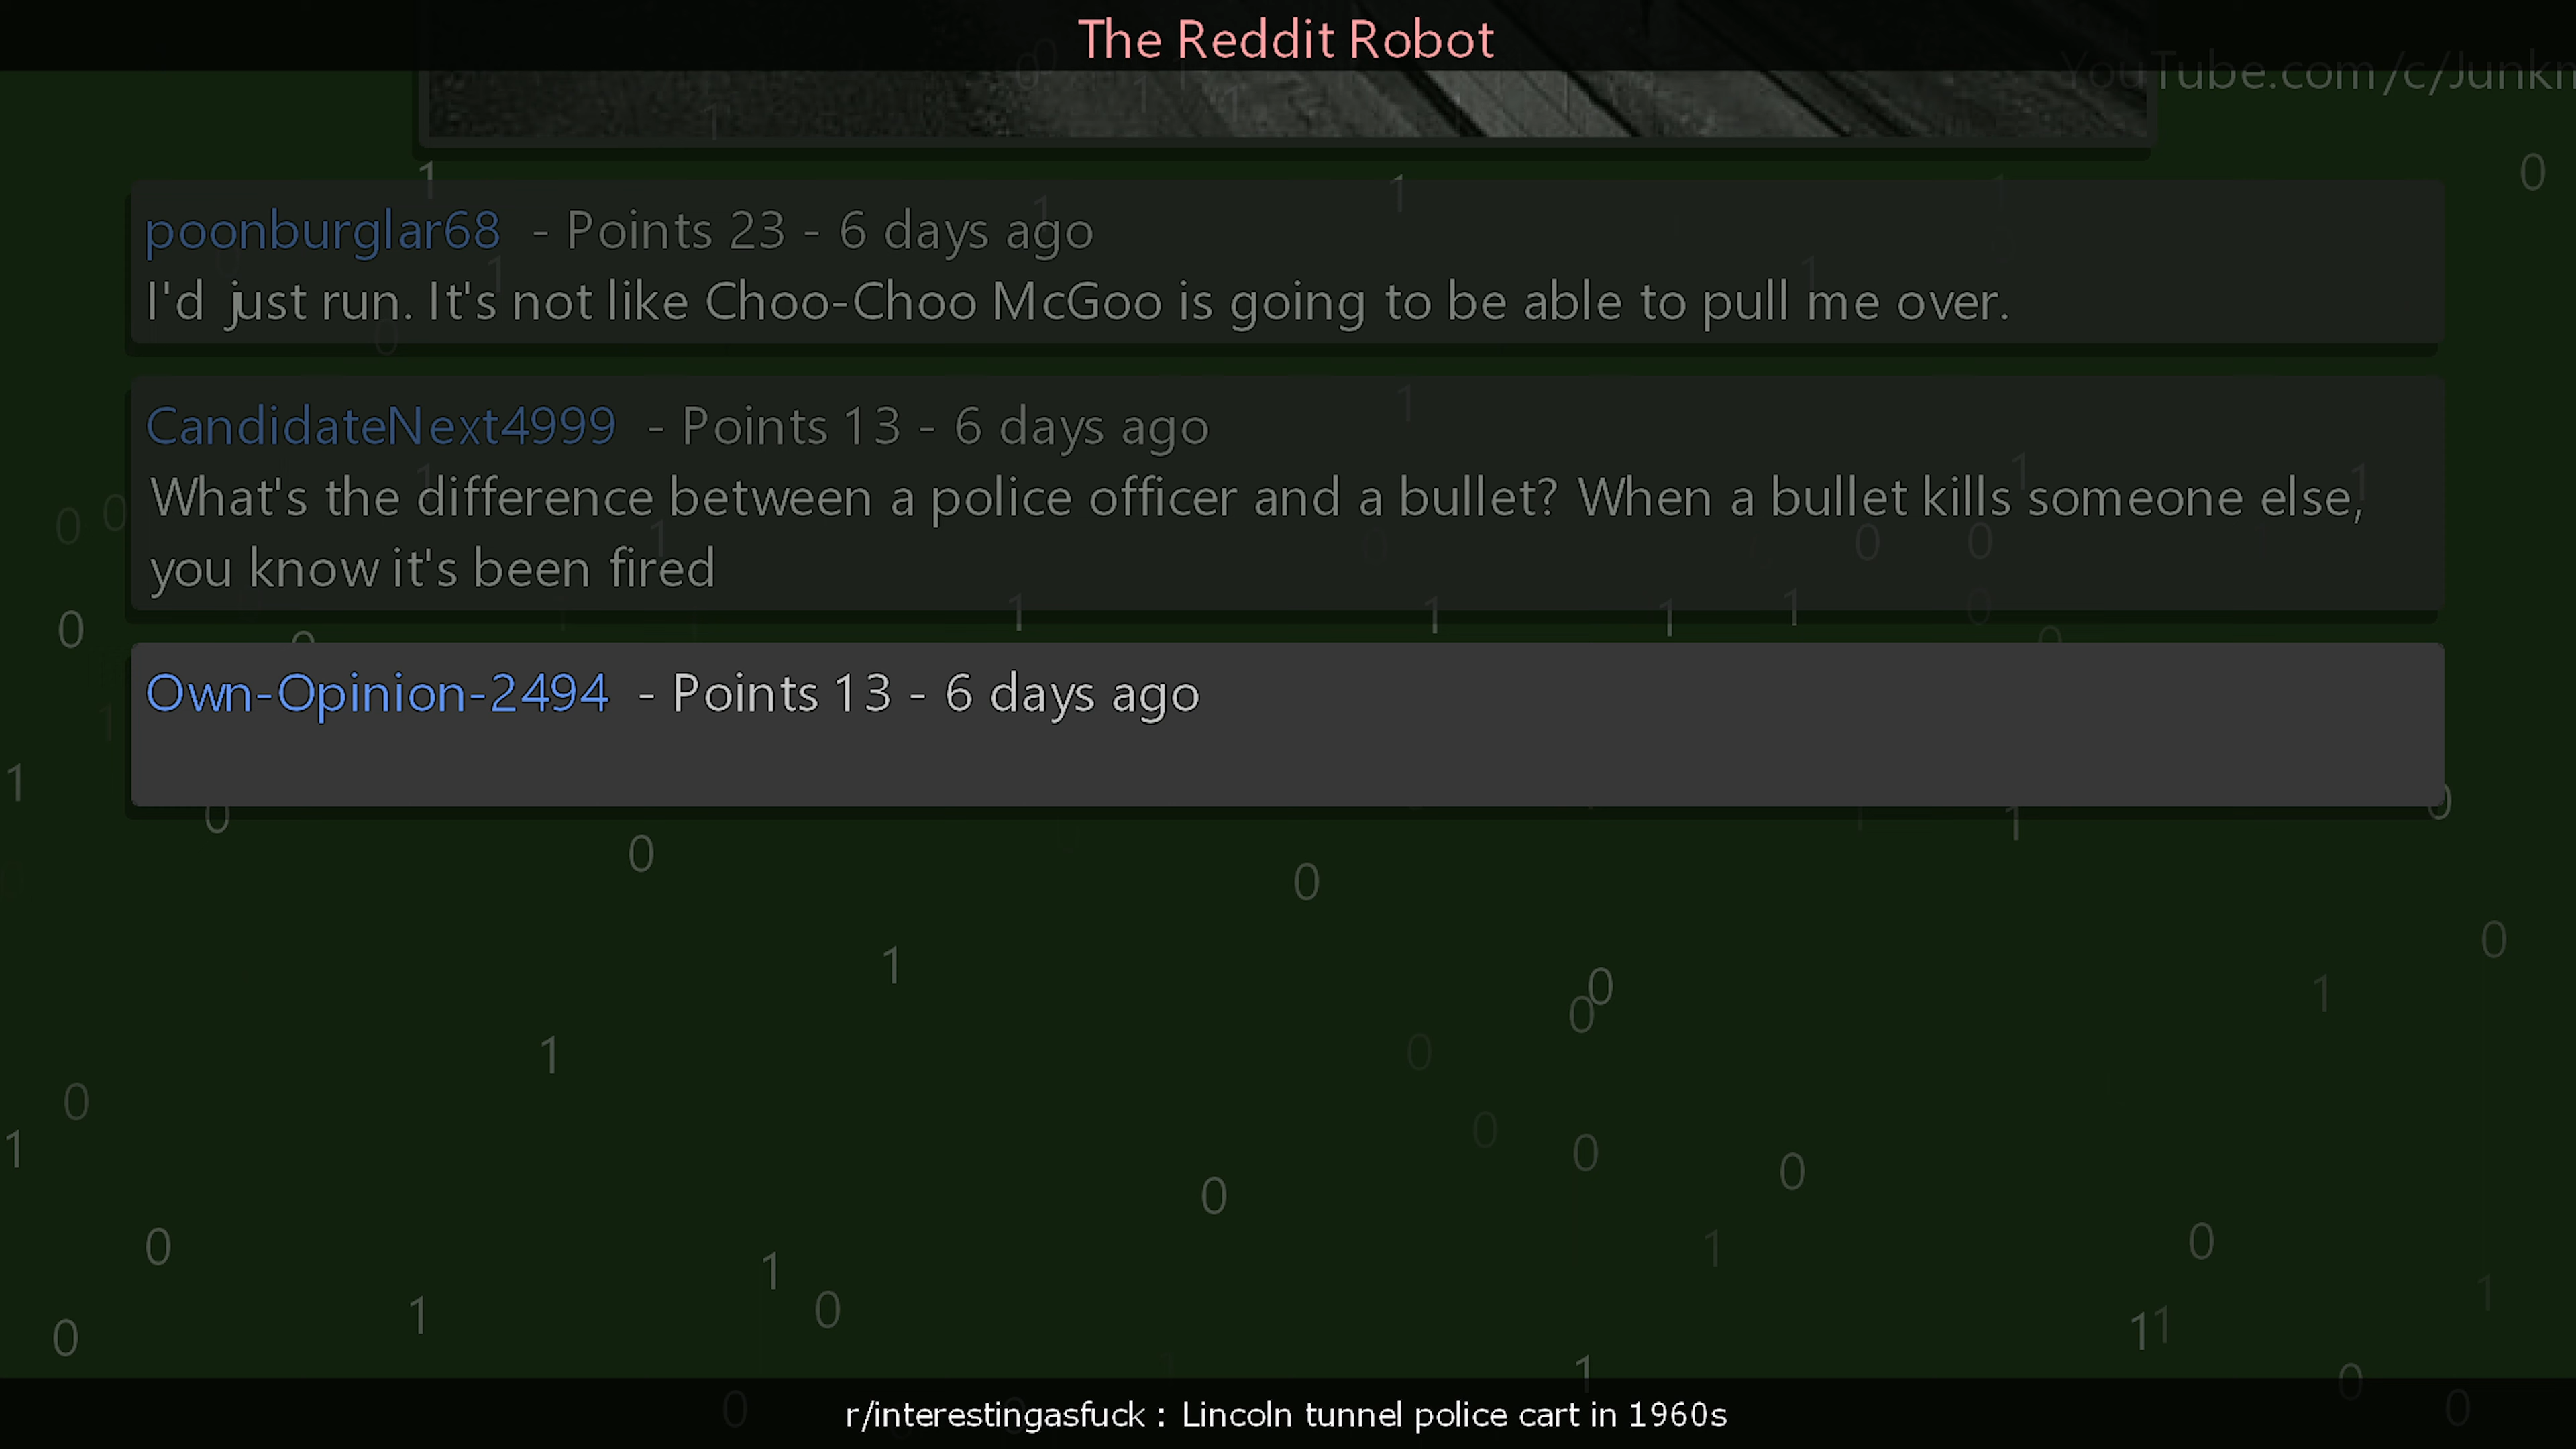 The Reddit Robot
YouTube.com/c/Junkn
poonburglar68 - Points 23 - 6 days ago
I'd just run. It's not like Choo-Choo McGoo is going to be able to pull me over.
CandidateNext4999 - Points 13 - 6 days ago
What's the difference between a police officer and a bullet? When a bullet kills someone else,
you know it's been fired
Own-Opinion-2494 - Points 13 - 6 days ago
r/interestingasfuck : Lincoln tunnel police cart in 1960s